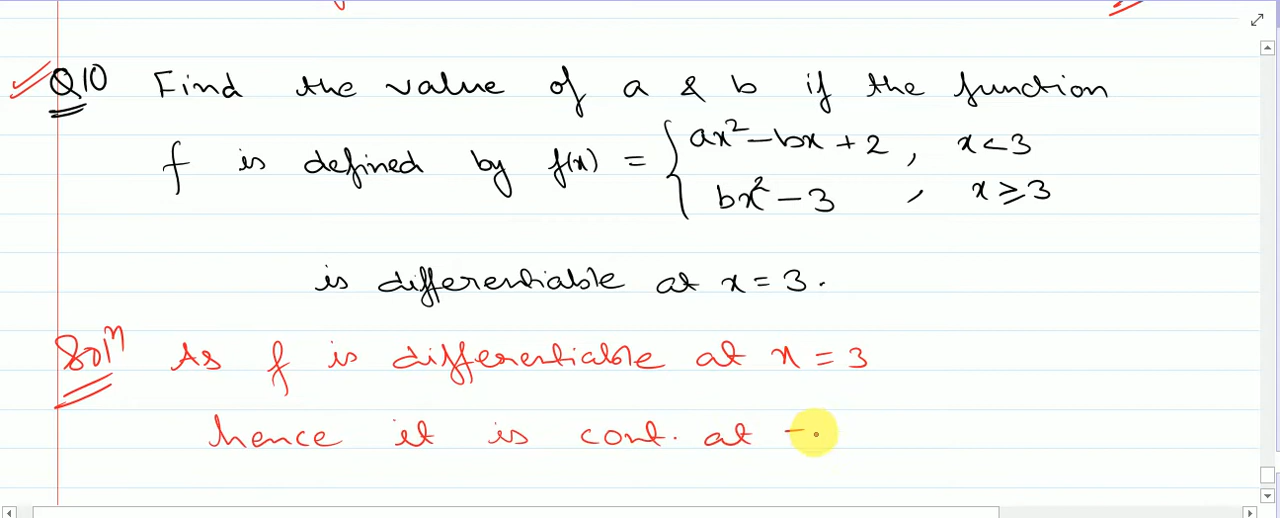 Q10 Find the value of a & b if the function
f is defined by f(x) = { ax² - bx + 2 , x < 3
bx² - 3 , x ≥ 3
is differentiable at x = 3.
Solⁿ As f is differentiable at x = 3
hence it is cont. at